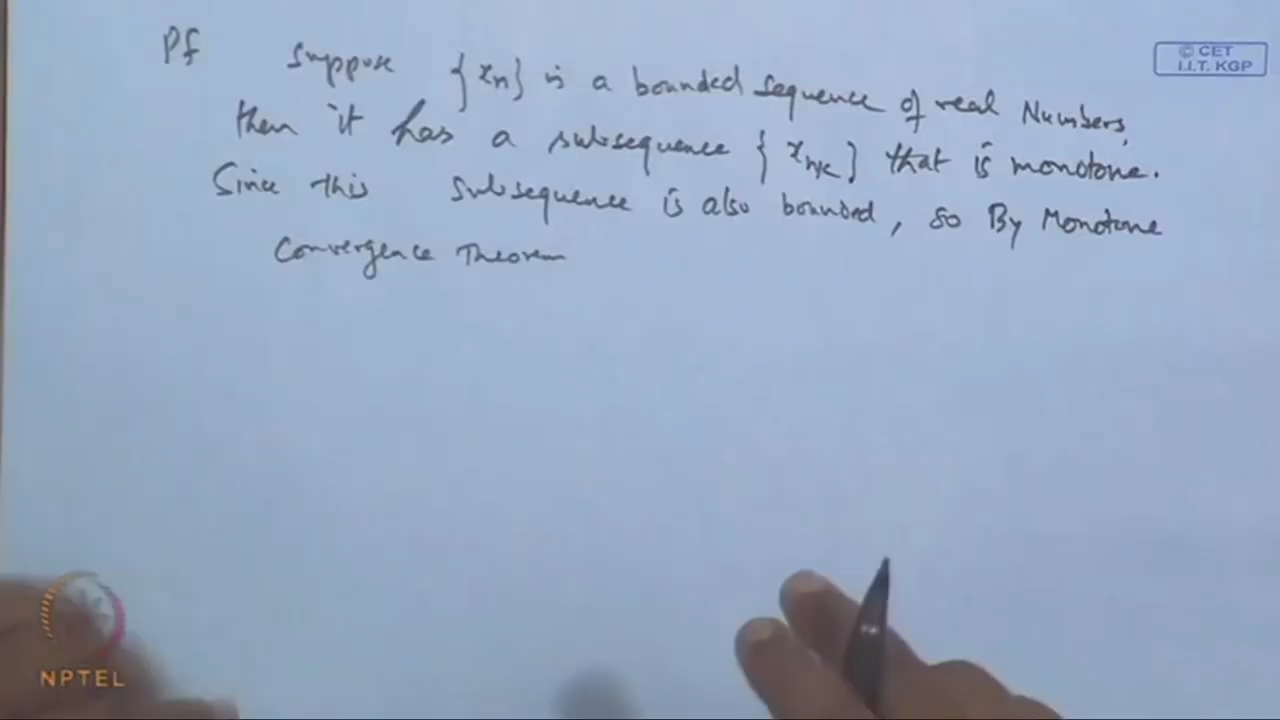 Pf Suppose {xn} is a bounded sequence of real Numbers,
then it has a subsequence {xnk} that is monotone.
Since this subsequence is also bounded, so By Monotone
Convergence Theorem
© CET
I.I.T. KGP
NPTEL